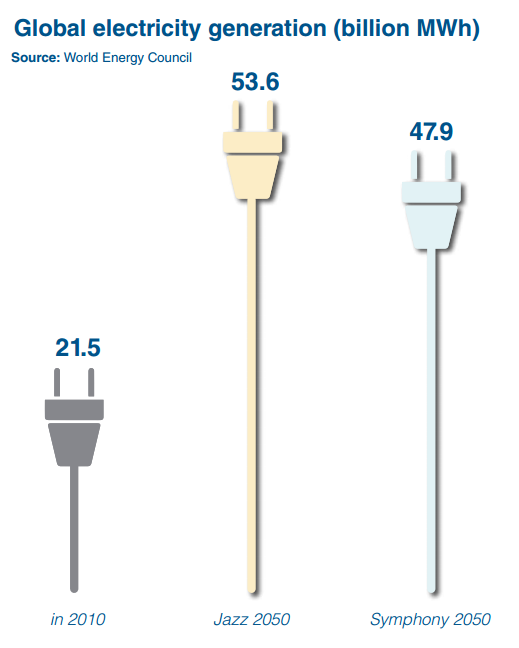 Global electricity generation (billion MWh)
Source: World Energy Council
53.6
47.9
21.5
in 2010
Jazz 2050
Symphony 2050